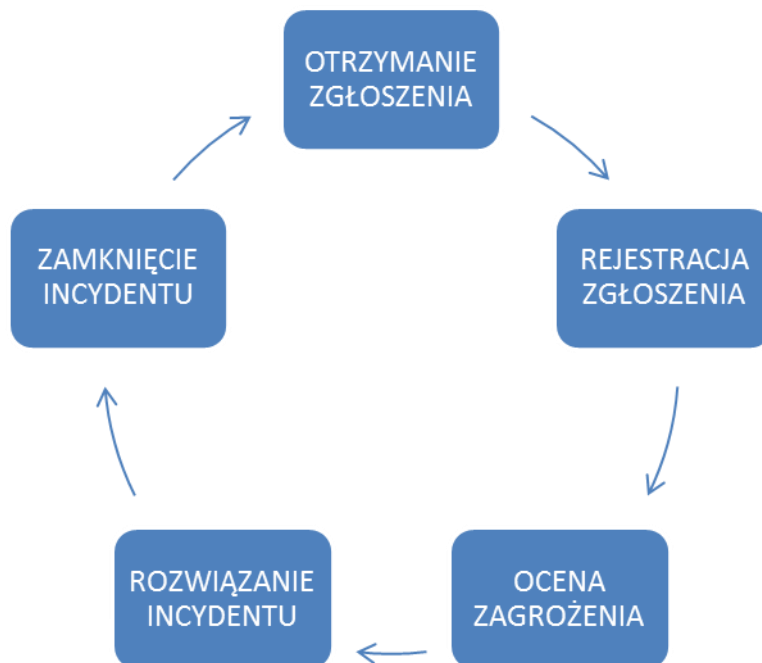 OTRZYMANIE
ZGŁOSZENIA
REJESTRACJA
ZGŁOSZENIA
OCENA
ZAGROŻENIA
ROZWIĄZANIE
INCYDENTU
ZAMKNIĘCIE
INCYDENTU